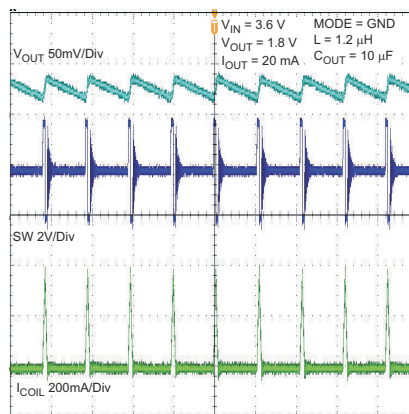 V_IN = 3.6 V
V_OUT = 1.8 V
I_OUT = 20 mA
MODE = GND
L = 1.2 μH
C_OUT = 10 μF
V_OUT 50mV/Div
SW 2V/Div
I_COIL 200mA/Div